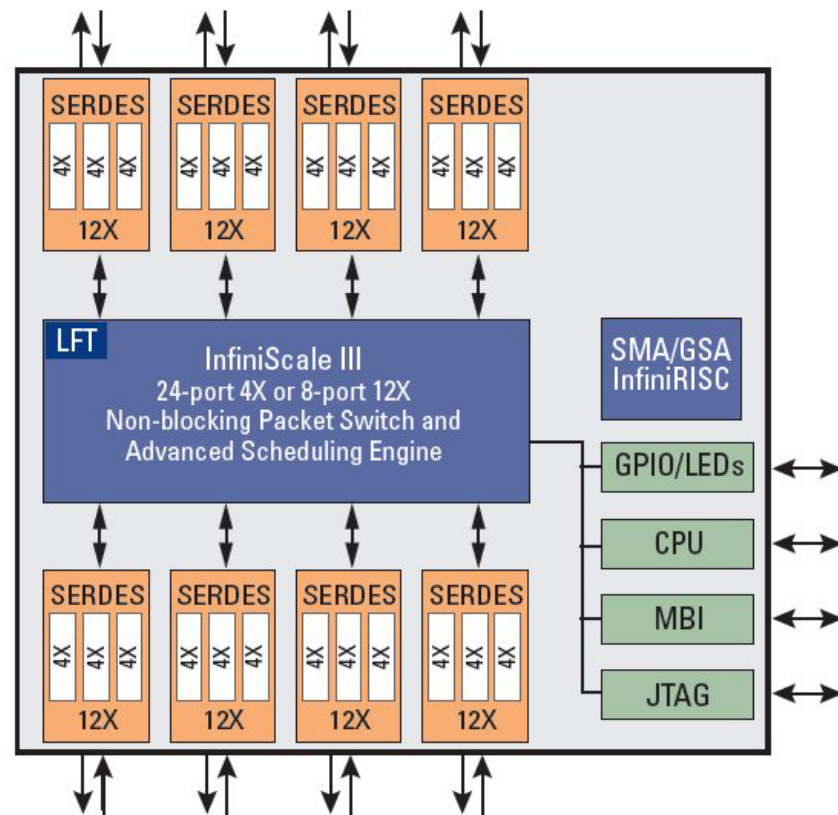 SERDES SERDES SERDES SERDES
4X 4X 4X 4X 4X 4X 4X 4X 4X 4X 4X 4X
12X 12X 12X 12X
LFT
InfiniScale III
24-port 4X or 8-port 12X
Non-blocking Packet Switch and
Advanced Scheduling Engine
SMA/GSA
InfiniRISC
GPIO/LEDs
CPU
MBI
JTAG
SERDES SERDES SERDES SERDES
4X 4X 4X 4X 4X 4X 4X 4X 4X 4X 4X 4X
12X 12X 12X 12X